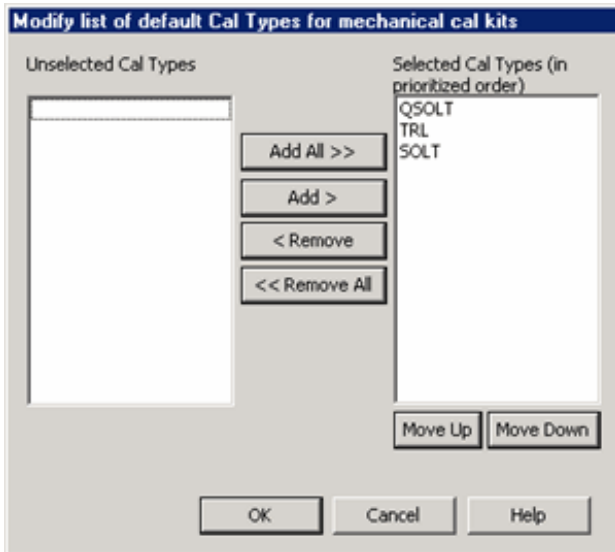 Modify list of default Cal Types for mechanical cal kits
Unselected Cal Types
Selected Cal Types (in
prioritized order)
QSOLT
TRL
SOLT
Add All >>
Add >
< Remove
<< Remove All
Move Up
Move Down
OK
Cancel
Help